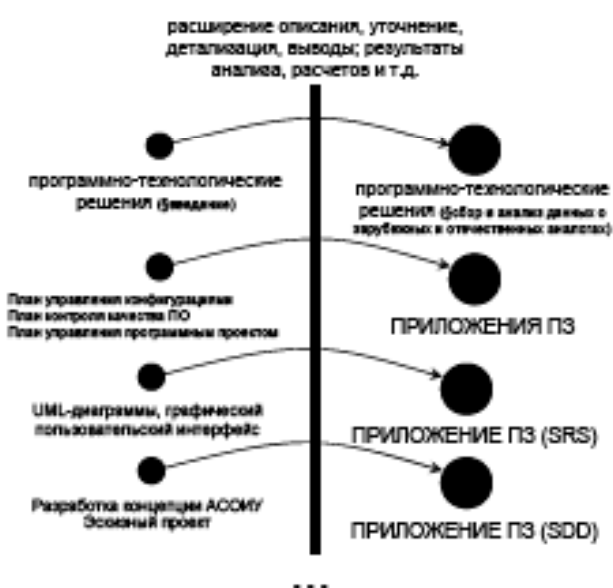 расширение описания, уточнение,
детализация, выводы; результаты
анализа, расчетов и т.д.
программно-технологические
решения (§введение)
программно-технологические
решения (§сбор и анализ данных о
зарубежных и отечественных аналогах)
План управления конфигурациями
План контроля качества ПО
План управления программным проектом
ПРИЛОЖЕНИЯ ПЗ
UML-диаграммы, графический
пользовательский интерфейс
ПРИЛОЖЕНИЕ ПЗ (SRS)
Разработка концепции АСОИУ
Эскизный проект
ПРИЛОЖЕНИЕ ПЗ (SDD)
...